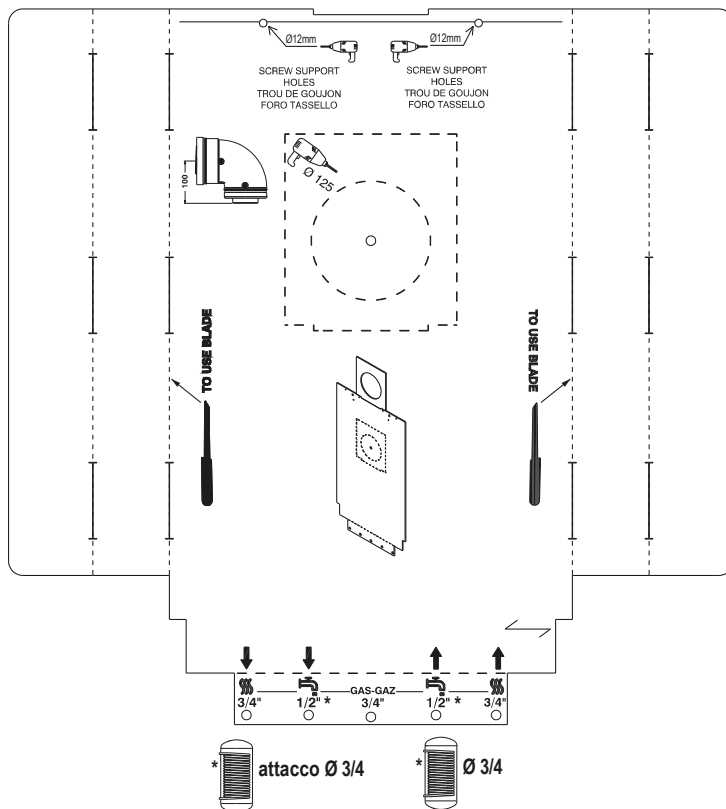 Ø12mm
Ø12mm
SCREW SUPPORT
HOLES
TROU DE GOUJON
FORO TASSELLO
SCREW SUPPORT
HOLES
TROU DE GOUJON
FORO TASSELLO
100
Ø 125
TO USE BLADE
TO USE BLADE
GAS-GAZ
3/4" 1/2" * 3/4" 1/2" * 3/4"
* attacco Ø 3/4
* Ø 3/4